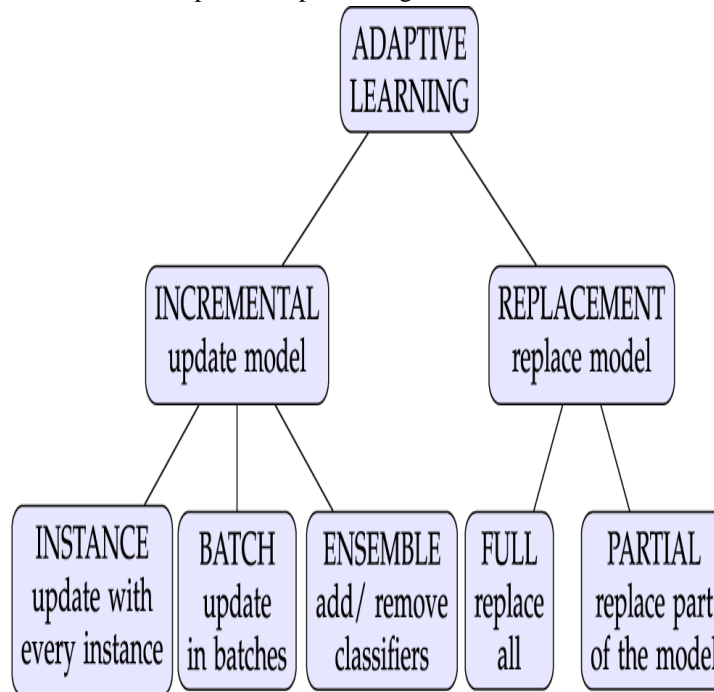 ADAPTIVE
LEARNING
INCREMENTAL
update model
REPLACEMENT
replace model
INSTANCE
update with
every instance
BATCH
update
in batches
ENSEMBLE
add/ remove
classifiers
FULL
replace
all
PARTIAL
replace part
of the model